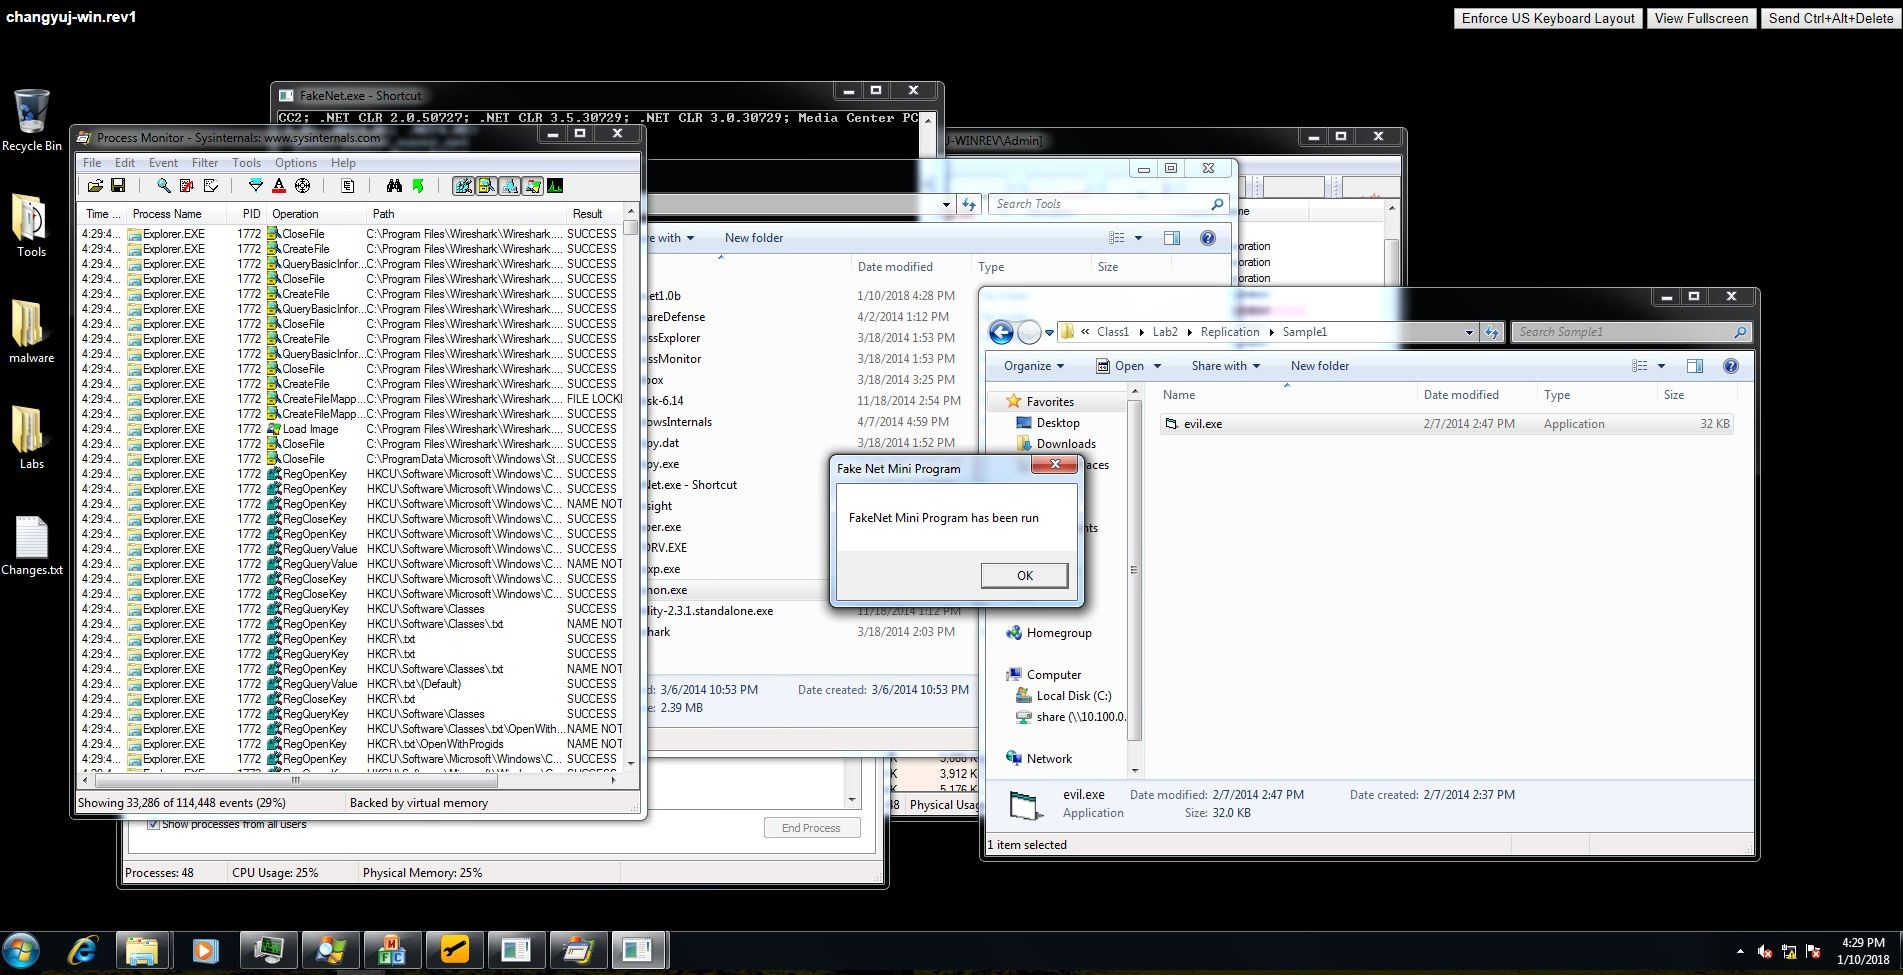 changyuj-win.rev1
Enforce US Keyboard Layout
View Fullscreen
Send Ctrl+Alt+Delete
Recycle Bin
Tools
malware
Labs
Changes.txt
FakeNet.exe - Shortcut
CC2; .NET CLR 2.0.50727; .NET CLR 3.5.30729; .NET CLR 3.0.30729; Media Center PC
J-WINREV\Admin]
Process Monitor - Sysinternals: www.sysinternals.com
File Edit Event Filter Tools Options Help
Time ... Process Name PID Operation Path Result
4:29:4... Explorer.EXE 1772 CloseFile C:\Program Files\Wireshark\Wireshark.... SUCCESS
4:29:4... Explorer.EXE 1772 CreateFile C:\Program Files\Wireshark\Wireshark.... SUCCESS
4:29:4... Explorer.EXE 1772 QueryBasicInfor... C:\Program Files\Wireshark\Wireshark.... SUCCESS
4:29:4... Explorer.EXE 1772 CloseFile C:\Program Files\Wireshark\Wireshark.... SUCCESS
4:29:4... Explorer.EXE 1772 CreateFile C:\Program Files\Wireshark\Wireshark.... SUCCESS
4:29:4... Explorer.EXE 1772 QueryBasicInfor... C:\Program Files\Wireshark\Wireshark.... SUCCESS
4:29:4... Explorer.EXE 1772 CloseFile C:\Program Files\Wireshark\Wireshark.... SUCCESS
4:29:4... Explorer.EXE 1772 CreateFile C:\Program Files\Wireshark\Wireshark.... SUCCESS
4:29:4... Explorer.EXE 1772 QueryBasicInfor... C:\Program Files\Wireshark\Wireshark.... SUCCESS
4:29:4... Explorer.EXE 1772 CloseFile C:\Program Files\Wireshark\Wireshark.... SUCCESS
4:29:4... Explorer.EXE 1772 CreateFile C:\Program Files\Wireshark\Wireshark.... SUCCESS
4:29:4... Explorer.EXE 1772 CreateFileMapp... C:\Program Files\Wireshark\Wireshark.... FILE LOCK
4:29:4... Explorer.EXE 1772 CreateFileMapp... C:\Program Files\Wireshark\Wireshark.... SUCCESS
4:29:4... Explorer.EXE 1772 Load Image C:\Program Files\Wireshark\Wireshark.... SUCCESS
4:29:4... Explorer.EXE 1772 CloseFile C:\Program Files\Wireshark\Wireshark.... SUCCESS
4:29:4... Explorer.EXE 1772 CloseFile C:\ProgramData\Microsoft\Windows\St... SUCCESS
4:29:4... Explorer.EXE 1772 RegOpenKey HKCU\Software\Microsoft\Windows\C... SUCCESS
4:29:4... Explorer.EXE 1772 RegOpenKey HKCU\Software\Microsoft\Windows\C... SUCCESS
4:29:4... Explorer.EXE 1772 RegOpenKey HKCU\Software\Microsoft\Windows\C... NAME NOT
4:29:4... Explorer.EXE 1772 RegCloseKey HKCU\Software\Microsoft\Windows\C... SUCCESS
4:29:4... Explorer.EXE 1772 RegOpenKey HKCU\Software\Microsoft\Windows\C... SUCCESS
4:29:4... Explorer.EXE 1772 RegQueryValue HKCU\Software\Microsoft\Windows\C... SUCCESS
4:29:4... Explorer.EXE 1772 RegQueryValue HKCU\Software\Microsoft\Windows\C... NAME NOT
4:29:4... Explorer.EXE 1772 RegCloseKey HKCU\Software\Microsoft\Windows\C... SUCCESS
4:29:4... Explorer.EXE 1772 RegCloseKey HKCU\Software\Microsoft\Windows\C... SUCCESS
4:29:4... Explorer.EXE 1772 RegQueryKey HKCU\Software\Classes SUCCESS
4:29:4... Explorer.EXE 1772 RegOpenKey HKCU\Software\Classes\.txt NAME NOT
4:29:4... Explorer.EXE 1772 RegOpenKey HKCR\.txt SUCCESS
4:29:4... Explorer.EXE 1772 RegQueryKey HKCR\.txt SUCCESS
4:29:4... Explorer.EXE 1772 RegOpenKey HKCU\Software\Classes\.txt NAME NOT
4:29:4... Explorer.EXE 1772 RegQueryValue HKCR\.txt\(Default) SUCCESS
4:29:4... Explorer.EXE 1772 RegCloseKey HKCR\.txt SUCCESS
4:29:4... Explorer.EXE 1772 RegQueryKey HKCU\Software\Classes SUCCESS
4:29:4... Explorer.EXE 1772 RegOpenKey HKCU\Software\Classes\.txt\OpenWith... NAME NOT
4:29:4... Explorer.EXE 1772 RegOpenKey HKCR\.txt\OpenWithProgids NAME NOT
4:29:4... Explorer.EXE 1772 RegOpenKey HKCU\Software\Microsoft\Windows\C... SUCCESS
Showing 33,286 of 114,448 events (29%) Backed by virtual memory
Show processes from all users
End Process
Processes: 48 CPU Usage: 25% Physical Memory: 25%
Search Tools
re with New folder
Date modified Type Size
net1.0b 1/10/2018 4:28 PM
areDefense 4/2/2014 1:12 PM
ssExplorer 3/18/2014 1:53 PM
ssMonitor 3/18/2014 1:53 PM
box 3/18/2014 3:25 PM
sk-6.14 11/18/2014 2:54 PM
owsInternals 4/7/2014 4:59 PM
py.dat 3/18/2014 1:52 PM
py.exe
Net.exe - Shortcut
sight
per.exe
DRV.EXE
xp.exe
mon.exe
lity-2.3.1.standalone.exe 11/18/2014 1:12 PM
hark 3/18/2014 2:03 PM
d: 3/6/2014 10:53 PM Date created: 3/6/2014 10:53 PM
e: 2.39 MB
me
oration
oration
oration
3,912 K
5,176 K
48 Physical Usag
Fake Net Mini Program
FakeNet Mini Program has been run
OK
« Class1 Lab2 Replication Sample1
Search Sample1
Organize Open Share with New folder
Favorites
Desktop
Downloads
aces
nts
Homegroup
Computer
Local Disk (C:)
share (\\10.100.0.
Network
Name Date modified Type Size
evil.exe 2/7/2014 2:47 PM Application 32 KB
evil.exe Date modified: 2/7/2014 2:47 PM Date created: 2/7/2014 2:37 PM
Application Size: 32.0 KB
1 item selected
4:29 PM
1/10/2018